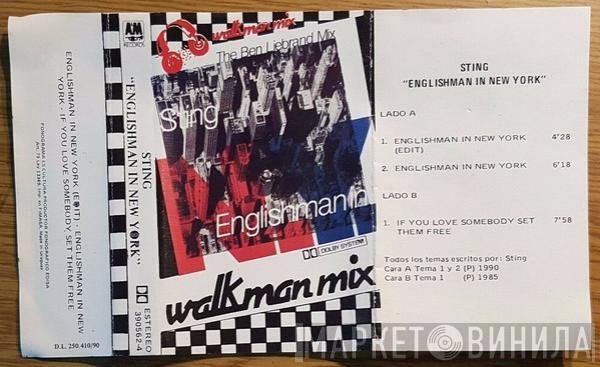 A&M
RECORDS
ENGLISHMAN IN NEW YORK (EDIT) - ENGLISHMAN IN NEW
YORK - IF YOU LOVE SOMEBODY SET THEM FREE
D.L. 250.410/90
STING
"ENGLISHMAN IN NEW YORK"
ESTEREO
390562-4
walkman mix
The Ben Liebrand Mix
Sting
Englishman in
DOLBY SYSTEM
walkman mix
STING
"ENGLISHMAN IN NEW YORK"
LADO A
1. ENGLISHMAN IN NEW YORK 4'28
(EDIT)
2. ENGLISHMAN IN NEW YORK 6'18
LADO B
1. IF YOU LOVE SOMEBODY SET 7'58
THEM FREE
Todos los temas escritos por: Sting
Cara A Tema 1 y 2 (P) 1990
Cara B Tema 1 (P) 1985
МАРКЕТ ВИНИЛА